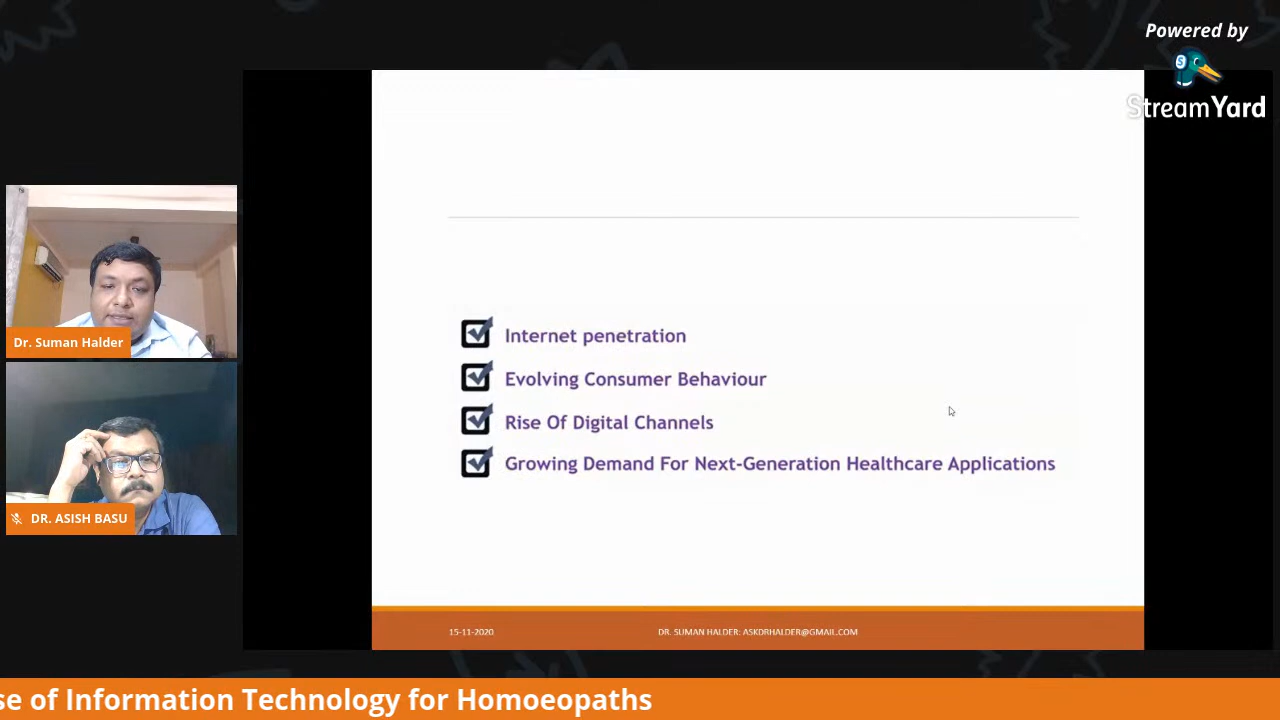 Powered by
StreamYard
Internet penetration
Evolving Consumer Behaviour
Rise Of Digital Channels
Growing Demand For Next-Generation Healthcare Applications
Dr. Suman Halder
DR. ASISH BASU
15-11-2020
DR. SUMAN HALDER: ASKDRHALDER@GMAIL.COM
se of Information Technology for Homoeopaths